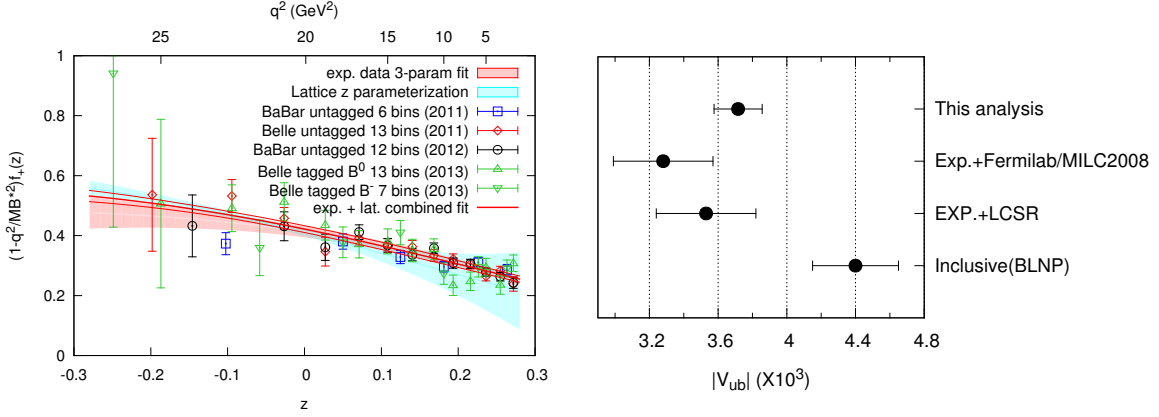 q² (GeV²)
25 20 15 10 5
1
0.8
0.6
0.4
0.2
0
(1-q²/MB*²)f₊(z)
exp. data 3-param fit
Lattice z parameterization
BaBar untagged 6 bins (2011)
Belle untagged 13 bins (2011)
BaBar untagged 12 bins (2012)
Belle tagged B⁰ 13 bins (2013)
Belle tagged B⁻ 7 bins (2013)
exp. + lat. combined fit
-0.3 -0.2 -0.1 0 0.1 0.2 0.3
z
This analysis
Exp.+Fermilab/MILC2008
EXP.+LCSR
Inclusive(BLNP)
3.2 3.6 4 4.4 4.8
|V_ub| (X10³)